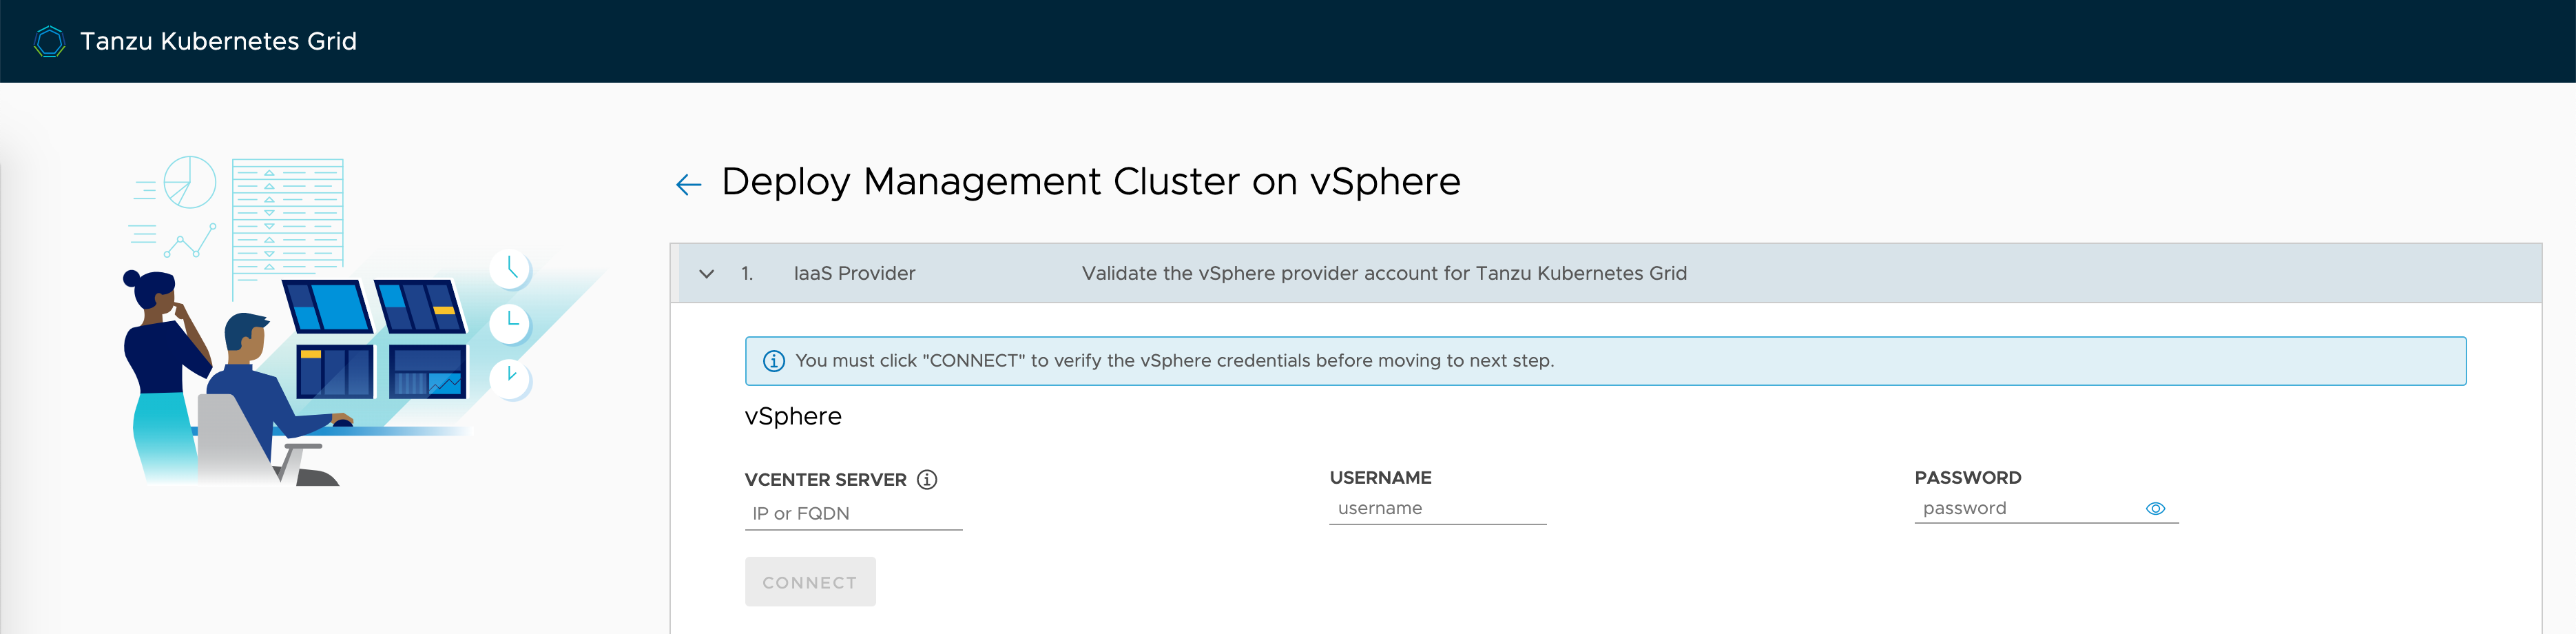 Tanzu Kubernetes Grid
Deploy Management Cluster on vSphere
1. IaaS Provider Validate the vSphere provider account for Tanzu Kubernetes Grid
You must click "CONNECT" to verify the vSphere credentials before moving to next step.
vSphere
VCENTER SERVER USERNAME PASSWORD
IP or FQDN username password
CONNECT